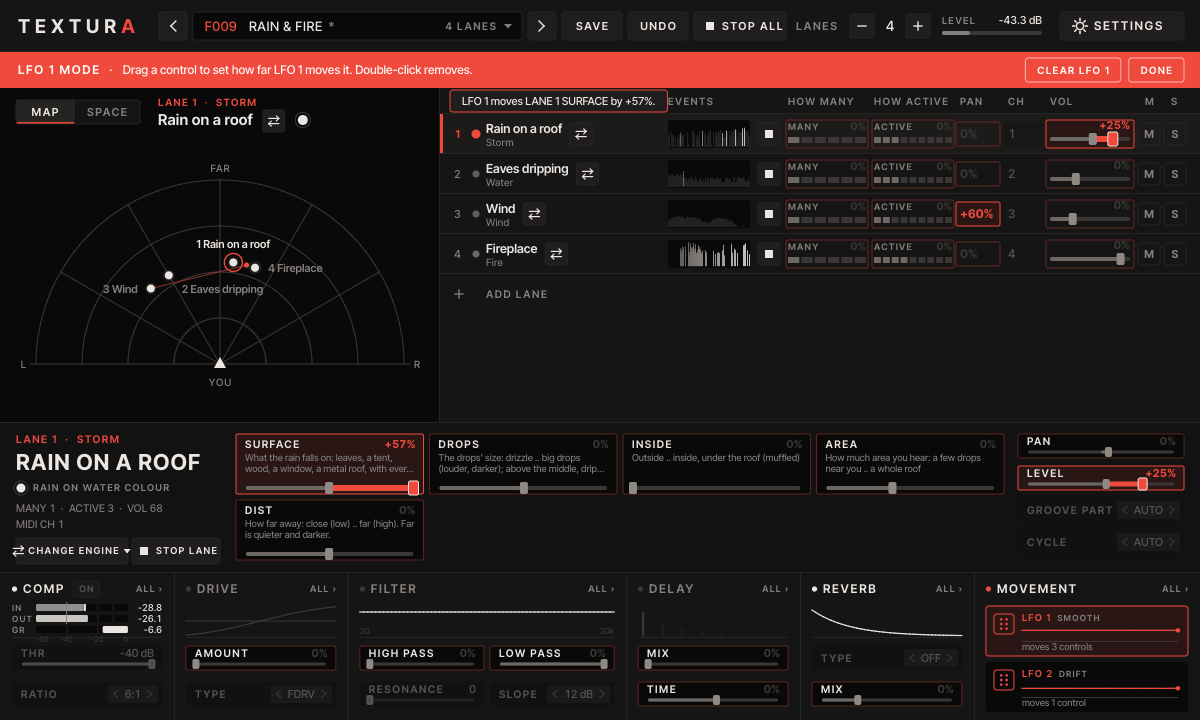 TEXTURA
F009 RAIN & FIRE * 4 LANES
SAVE UNDO STOP ALL LANES 4 LEVEL -43.3 dB SETTINGS
LFO 1 MODE · Drag a control to set how far LFO 1 moves it. Double-click removes.
CLEAR LFO 1 DONE
MAP SPACE
LANE 1 · STORM
Rain on a roof
FAR
1 Rain on a roof
4 Fireplace
3 Wind
2 Eaves dripping
L
R
YOU
LFO 1 moves LANE 1 SURFACE by +57%.
EVENTS HOW MANY HOW ACTIVE PAN CH VOL M S
1 Rain on a roof MANY 0% ACTIVE 0% 0% 1 +25% M S
Storm
2 Eaves dripping MANY 0% ACTIVE 0% 0% 2 0% M S
Water
3 Wind MANY 0% ACTIVE 0% +60% 3 0% M S
Wind
4 Fireplace MANY 0% ACTIVE 0% 0% 4 0% M S
Fire
+ ADD LANE
LANE 1 · STORM
RAIN ON A ROOF
RAIN ON WATER COLOUR
MANY 1 · ACTIVE 3 · VOL 68
MIDI CH 1
CHANGE ENGINE STOP LANE
SURFACE +57%
What the rain falls on: leaves, a tent,
wood, a window, a metal roof, with ever...
DROPS 0%
The drops' size: drizzle .. big drops
(louder, darker); above the middle, drip...
INSIDE 0%
Outside .. inside, under the roof (muffled)
AREA 0%
How much area you hear: a few drops
near you .. a whole roof
DIST 0%
How far away: close (low) .. far (high). Far
is quieter and darker.
PAN 0%
LEVEL +25%
GROOVE PART < AUTO >
CYCLE < AUTO >
COMP ON ALL ›
IN -28.8
OUT -26.1
GR -6.6
-60 -40 -20 0
THR -40 dB
RATIO < 6:1 >
DRIVE ALL ›
AMOUNT 0%
TYPE < FDRV >
FILTER ALL ›
20 20k
HIGH PASS 0% LOW PASS 0%
RESONANCE 0 SLOPE < 12 dB >
DELAY ALL ›
MIX 0%
TIME 0%
REVERB ALL ›
TYPE < OFF >
MIX 0%
MOVEMENT ALL ›
LFO 1 SMOOTH
moves 3 controls
LFO 2 DRIFT
moves 1 control